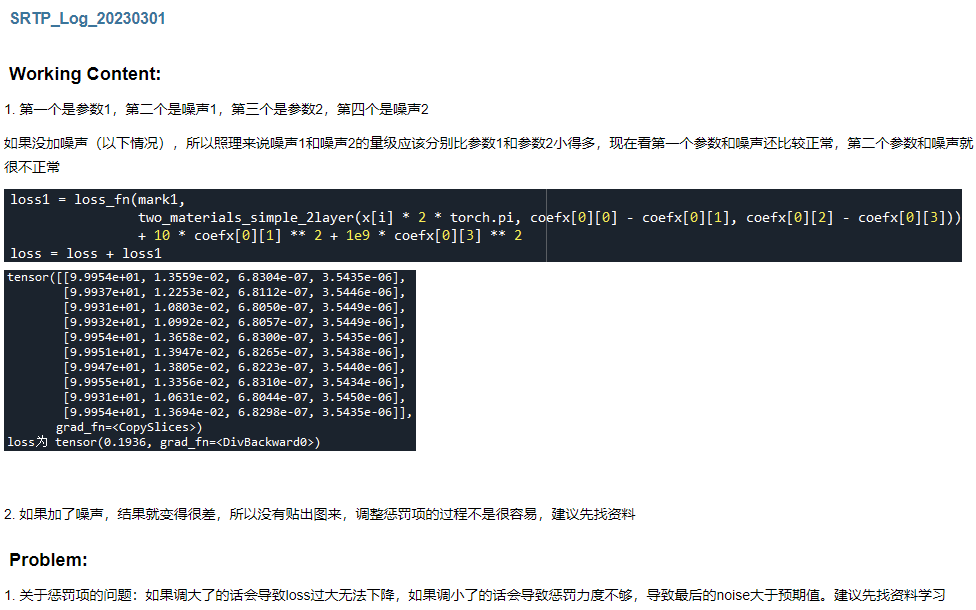 SRTP_Log_20230301
Working Content:
1. 第一个是参数1，第二个是噪声1，第三个是参数2，第四个是噪声2
如果没加噪声（以下情况），所以照理来说噪声1和噪声2的量级应该分别比参数1和参数2小得多，现在看第一个参数和噪声还比较正常，第二个参数和噪声就
很不正常
loss1 = loss_fn(mark1,
two_materials_simple_2layer(x[i] * 2 * torch.pi, coefx[0][0] - coefx[0][1], coefx[0][2] - coefx[0][3]))
+ 10 * coefx[0][1] ** 2 + 1e9 * coefx[0][3] ** 2
loss = loss + loss1
tensor([[9.9954e+01, 1.3559e-02, 6.8304e-07, 3.5435e-06],
[9.9937e+01, 1.2253e-02, 6.8112e-07, 3.5446e-06],
[9.9931e+01, 1.0803e-02, 6.8050e-07, 3.5449e-06],
[9.9932e+01, 1.0992e-02, 6.8057e-07, 3.5449e-06],
[9.9954e+01, 1.3658e-02, 6.8300e-07, 3.5435e-06],
[9.9951e+01, 1.3947e-02, 6.8265e-07, 3.5438e-06],
[9.9947e+01, 1.3805e-02, 6.8223e-07, 3.5440e-06],
[9.9955e+01, 1.3356e-02, 6.8310e-07, 3.5434e-06],
[9.9931e+01, 1.0631e-02, 6.8044e-07, 3.5450e-06],
[9.9954e+01, 1.3694e-02, 6.8298e-07, 3.5435e-06]],
grad_fn=<CopySlices>)
loss为 tensor(0.1936, grad_fn=<DivBackward0>)
2. 如果加了噪声，结果就变得很差，所以没有贴出图来，调整惩罚项的过程不是很容易，建议先找资料
Problem:
1. 关于惩罚项的问题：如果调大了的话会导致loss过大无法下降，如果调小了的话会导致惩罚力度不够，导致最后的noise大于预期值。建议先找资料学习